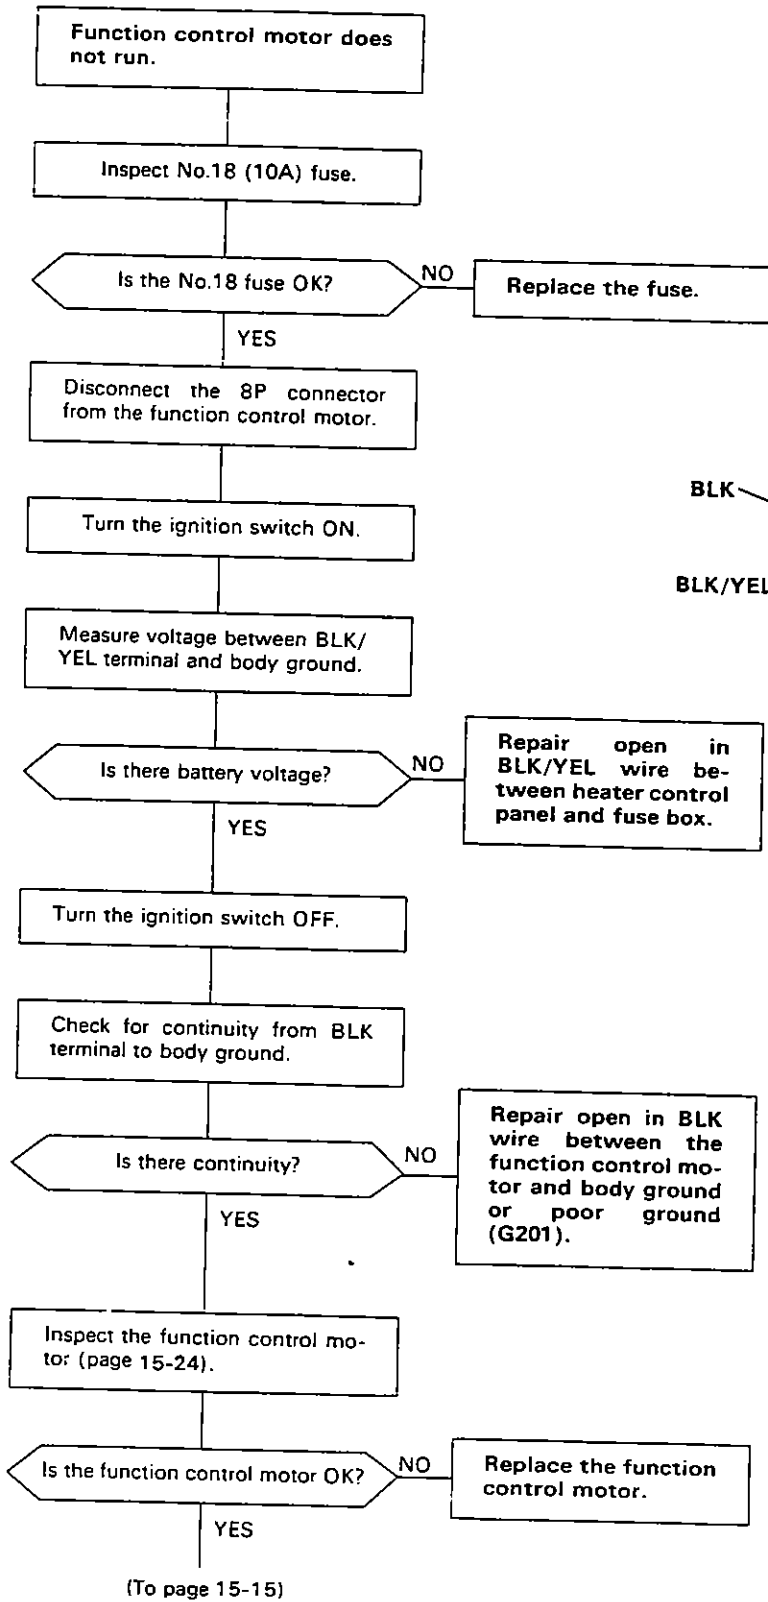 Function control motor does
not run.
Inspect No.18 (10A) fuse.
Is the No.18 fuse OK?
NO
Replace the fuse.
YES
Disconnect the 8P connector
from the function control motor.
BLK
Turn the ignition switch ON.
BLK/YEL
Measure voltage between BLK/
YEL terminal and body ground.
Is there battery voltage?
NO
Repair open in
BLK/YEL wire be-
tween heater control
panel and fuse box.
YES
Turn the ignition switch OFF.
Check for continuity from BLK
terminal to body ground.
Is there continuity?
NO
Repair open in BLK
wire between the
function control mo-
tor and body ground
or poor ground
(G201).
YES
Inspect the function control mo-
tor (page 15-24).
Is the function control motor OK?
NO
Replace the function
control motor.
YES
(To page 15-15)